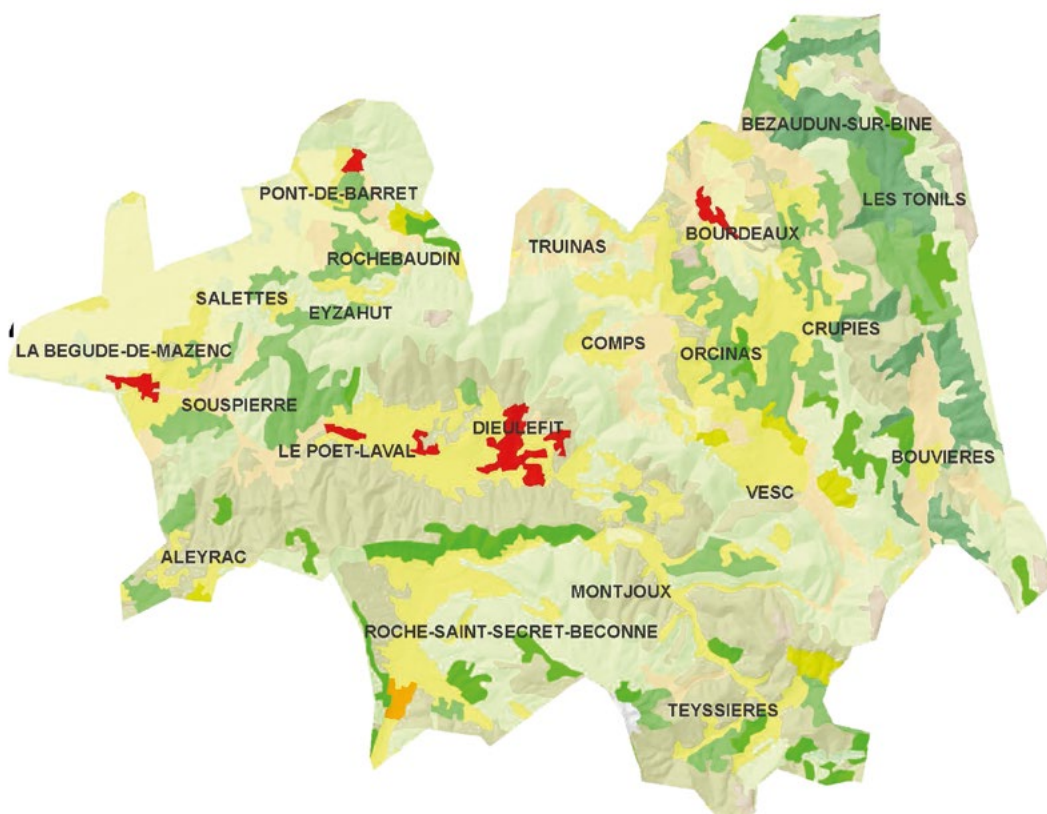 BEZAUDUN-SUR-BINE
PONT-DE-BARRET
LES TONILS
BOURDEAUX
TRUINAS
ROCHEBAUDIN
SALETTES
EYZAHUT
CRUPIES
COMPS
ORCINAS
LA BEGUDE-DE-MAZENC
SOUSPIERRE
DIEULEFIT
LE POET-LAVAL
BOUVIERES
VESC
ALEYRAC
MONTJOUX
ROCHE-SAINT-SECRET-BECONNE
TEYSSIERES